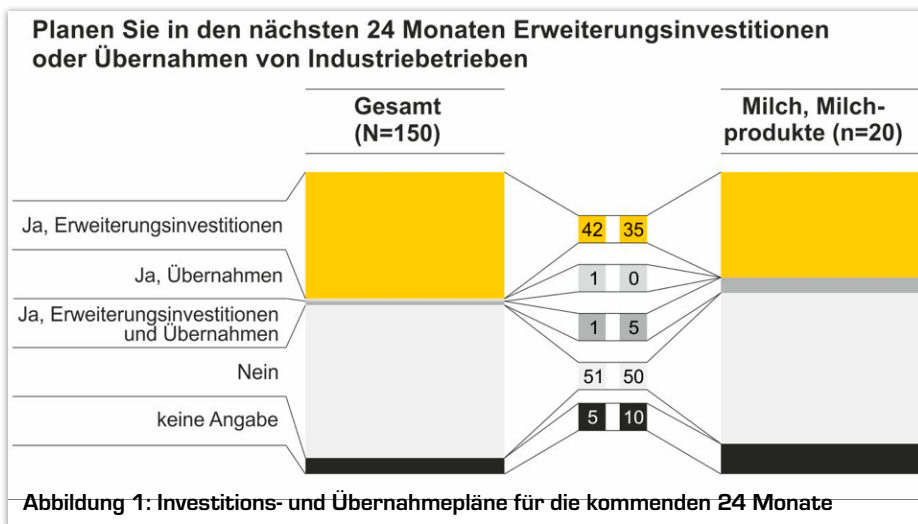 Planen Sie in den nächsten 24 Monaten Erweiterungsinvestitionen
oder Übernahmen von Industriebetrieben
Gesamt
(N=150)
Milch, Milch-
produkte (n=20)
Ja, Erweiterungsinvestitionen
42 35
Ja, Übernahmen
1 0
Ja, Erweiterungsinvestitionen
und Übernahmen
1 5
Nein
51 50
keine Angabe
5 10
Abbildung 1: Investitions- und Übernahmepläne für die kommenden 24 Monate